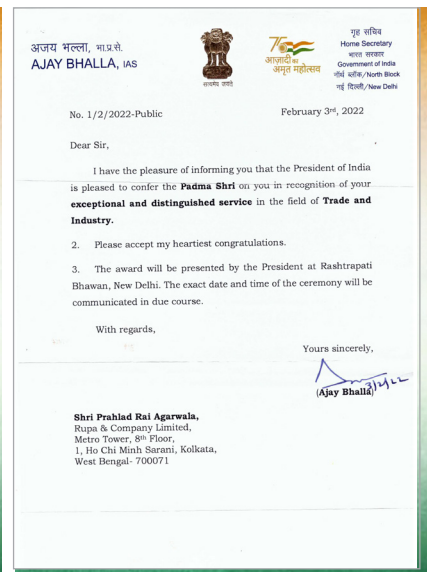 अजय भल्ला, भा.प्र.से.
AJAY BHALLA, IAS
सत्यमेव जयते
आज़ादी का
अमृत महोत्सव
गृह सचिव
Home Secretary
भारत सरकार
Government of India
नॉर्थ ब्लॉक/North Block
नई दिल्ली/New Delhi
No. 1/2/2022-Public
February 3rd, 2022
Dear Sir,
I have the pleasure of informing you that the President of India
is pleased to confer the Padma Shri on you in recognition of your
exceptional and distinguished service in the field of Trade and
Industry.
2. Please accept my heartiest congratulations.
3. The award will be presented by the President at Rashtrapati
Bhawan, New Delhi. The exact date and time of the ceremony will be
communicated in due course.
With regards,
Yours sincerely,
3/2/22
(Ajay Bhalla)
Shri Prahlad Rai Agarwala,
Rupa & Company Limited,
Metro Tower, 8th Floor,
1, Ho Chi Minh Sarani, Kolkata,
West Bengal- 700071